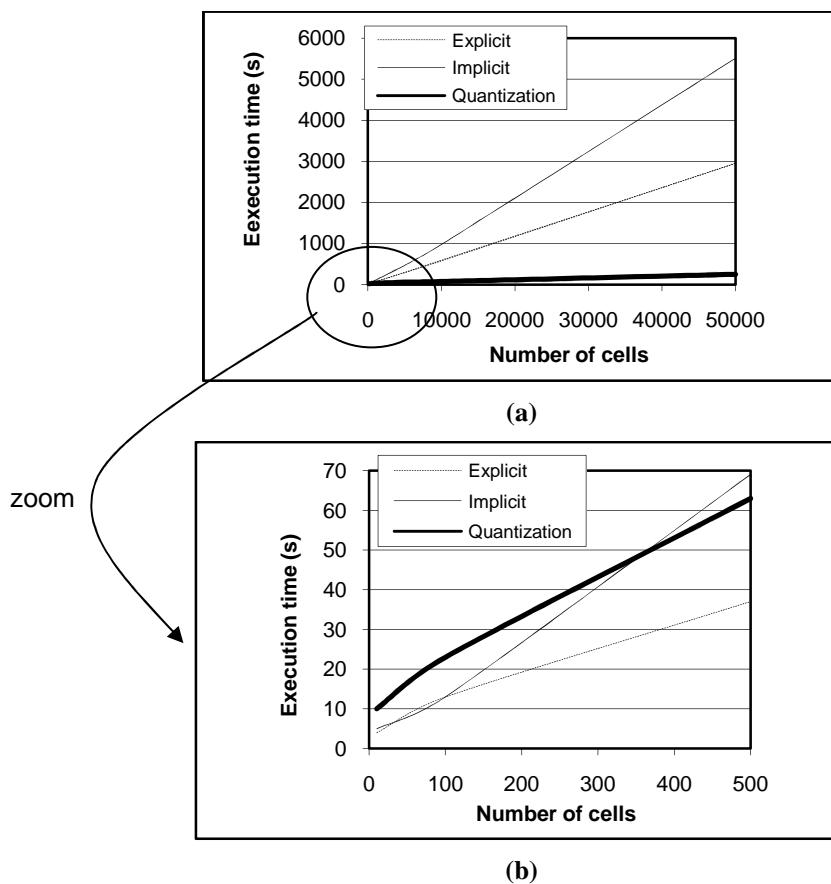 6000
5000
4000
3000
2000
1000
0
Eexecution time (s)
Explicit
Implicit
Quantization
0 10000 20000 30000 40000 50000
Number of cells
(a)
zoom
70
60
50
40
30
20
10
0
Execution time (s)
Explicit
Implicit
Quantization
0 100 200 300 400 500
Number of cells
(b)